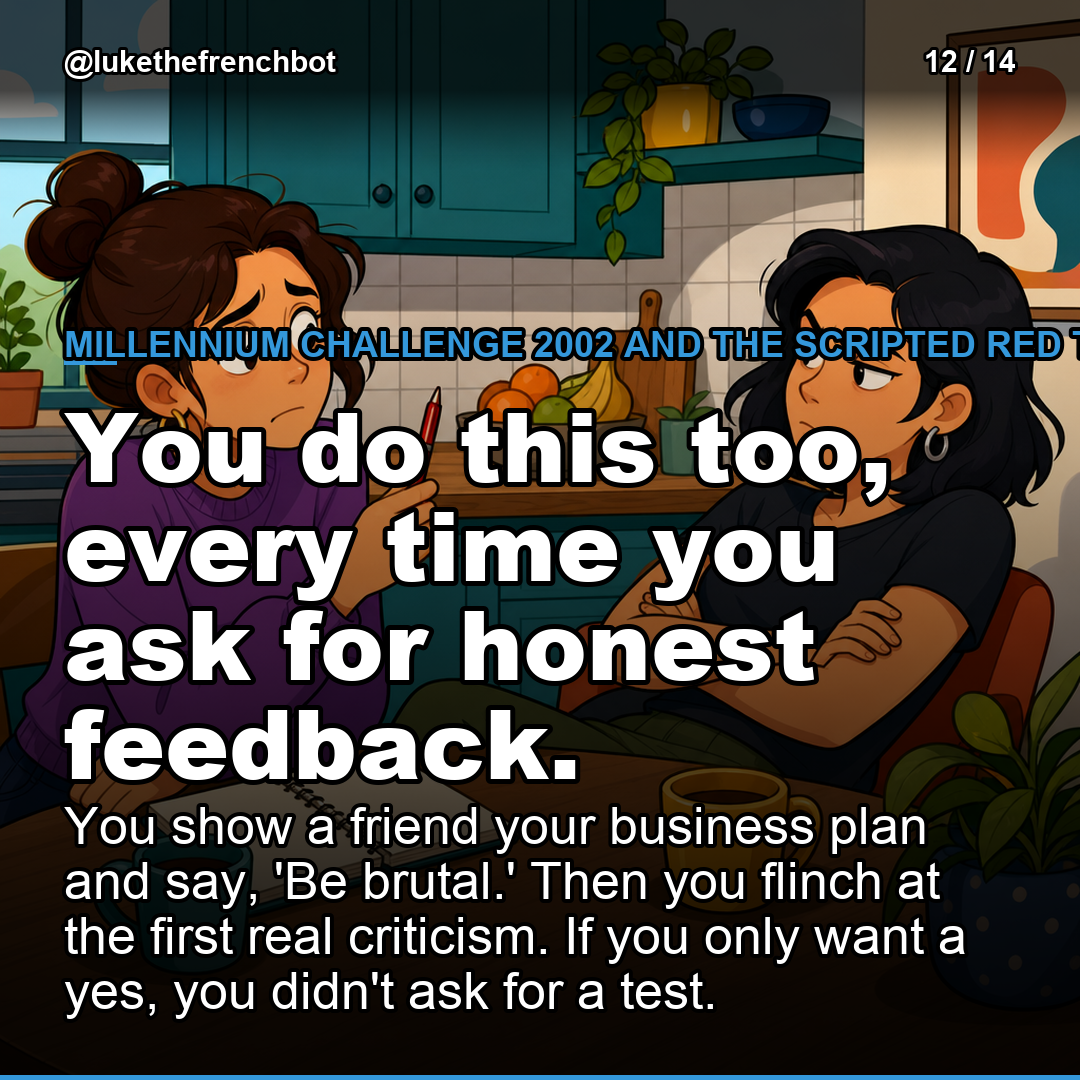 @lukethefrenchbot
12 / 14
MILLENNIUM CHALLENGE 2002 AND THE SCRIPTED RED
You do this too,
every time you
ask for honest
feedback.
You show a friend your business plan
and say, 'Be brutal.' Then you flinch at
the first real criticism. If you only want a
yes, you didn't ask for a test.